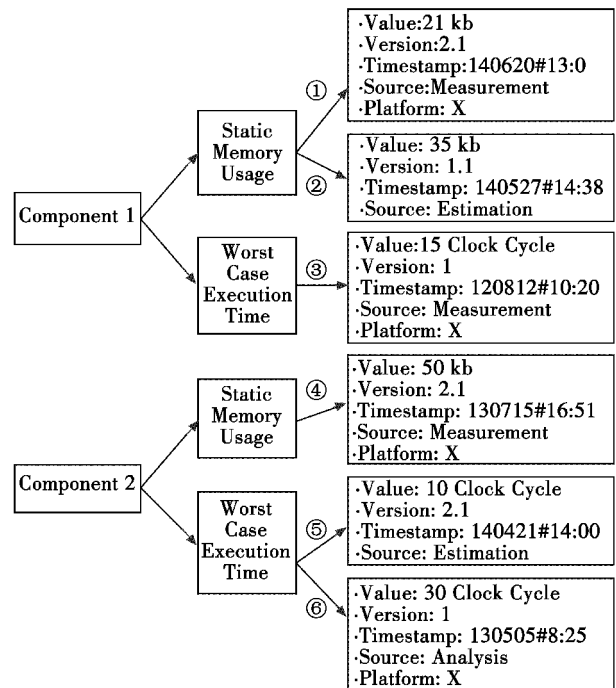 Component 1
Static
Memory
Usage
①
·Value:21 kb
·Version:2.1
·Timestamp:140620#13:0
·Source:Measurement
·Platform: X
②
·Value: 35 kb
·Version: 1.1
·Timestamp: 140527#14:38
·Source: Estimation
Worst
Case
Execution
Time
③
·Value:15 Clock Cycle
·Version: 1
·Timestamp: 120812#10:20
·Source: Measurement
·Platform: X
Component 2
Static
Memory
Usage
④
·Value: 50 kb
·Version: 2.1
·Timestamp: 130715#16:51
·Source: Measurement
·Platform: X
Worst
Case
Execution
Time
⑤
·Value: 10 Clock Cycle
·Version: 2.1
·Timestamp: 140421#14:00
·Source: Estimation
⑥
·Value: 30 Clock Cycle
·Version: 1
·Timestamp: 130505#8:25
·Source: Analysis
·Platform: X